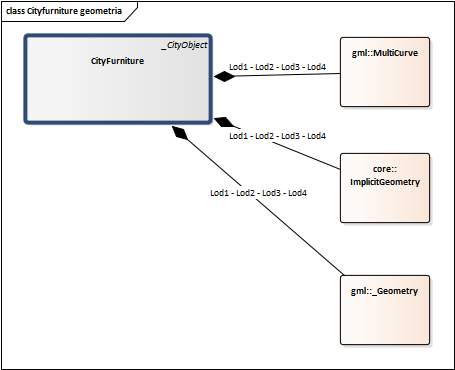 class Cityfurniture geometria
_CityObject
CityFurniture
Lod1 - Lod2 - Lod3 - Lod4
gml::MultiCurve
Lod1 - Lod2 - Lod3 - Lod4
core::
ImplicitGeometry
Lod1 - Lod2 - Lod3 - Lod4
gml::_Geometry